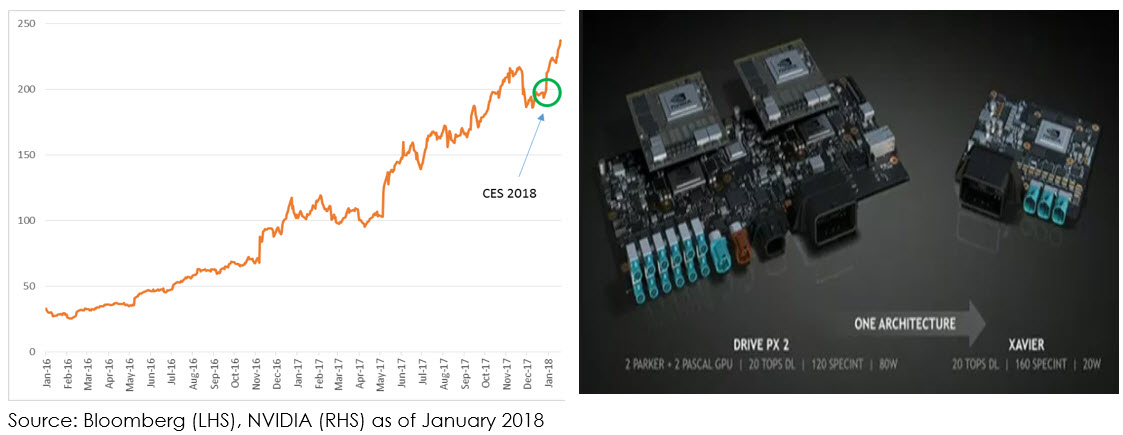 250
200
150
100
50
0
CES 2018
Jan-16
Feb-16
Mar-16
Apr-16
May-16
Jun-16
Jul-16
Aug-16
Sep-16
Oct-16
Nov-16
Dec-16
Jan-17
Feb-17
Mar-17
Apr-17
May-17
Jun-17
Jul-17
Aug-17
Sep-17
Oct-17
Nov-17
Dec-17
Jan-18
NVIDIA
NVIDIA
NVIDIA
ONE ARCHITECTURE
DRIVE PX 2
2 PARKER + 2 PASCAL GPU | 20 TOPS DL | 120 SPECINT | 80W
XAVIER
20 TOPS DL | 160 SPECINT | 20W
Source: Bloomberg (LHS), NVIDIA (RHS) as of January 2018